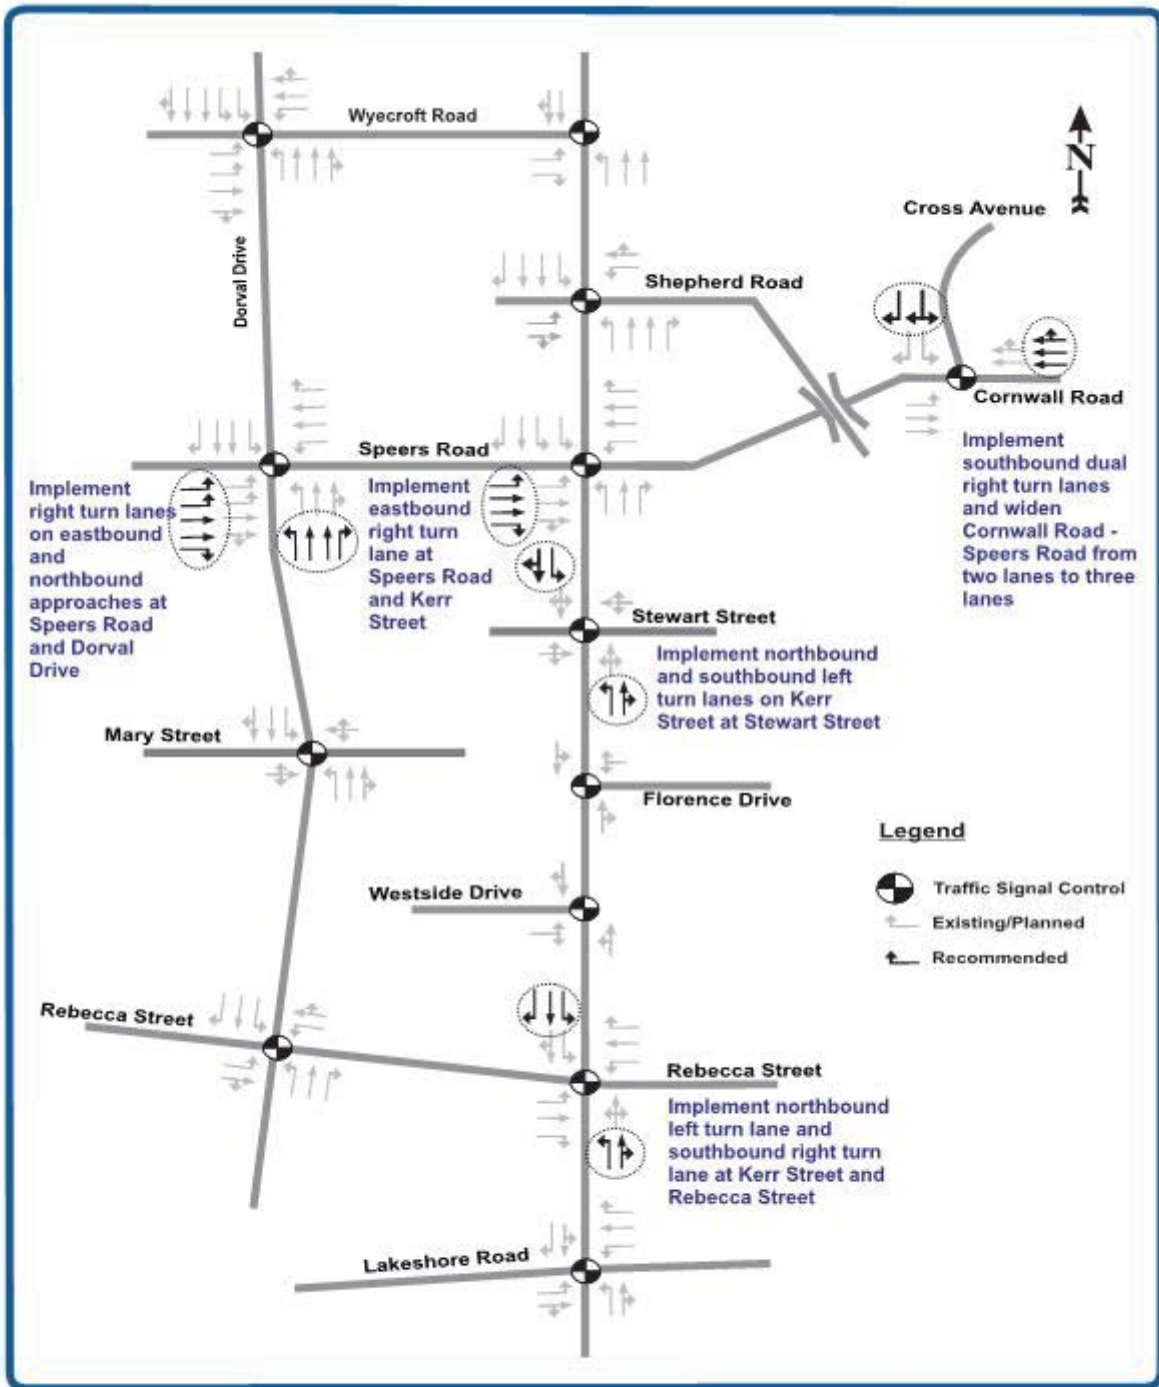 Wyecroft Road
N
Cross Avenue
Dorval Drive
Shepherd Road
Cornwall Road
Implement
southbound dual
right turn lanes
and widen
Cornwall Road -
Speers Road from
two lanes to three
lanes
Speers Road
Implement
right turn lanes
on eastbound
and
northbound
approaches at
Speers Road
and Dorval
Drive
Implement
eastbound
right turn
lane at
Speers Road
and Kerr
Street
Stewart Street
Implement northbound
and southbound left
turn lanes on Kerr
Street at Stewart Street
Mary Street
Florence Drive
Legend
Traffic Signal Control
Existing/Planned
Recommended
Westside Drive
Rebecca Street
Rebecca Street
Implement northbound
left turn lane and
southbound right turn
lane at Kerr Street and
Rebecca Street
Lakeshore Road